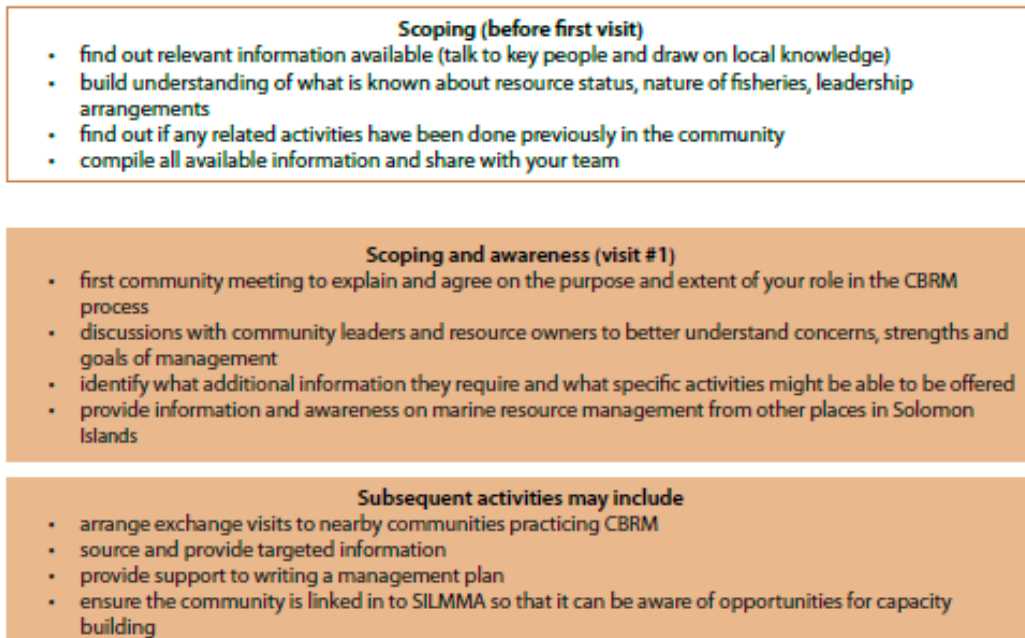 Scoping (before first visit)
• find out relevant information available (talk to key people and draw on local knowledge)
• build understanding of what is known about resource status, nature of fisheries, leadership
arrangements
• find out if any related activities have been done previously in the community
• compile all available information and share with your team
Scoping and awareness (visit #1)
• first community meeting to explain and agree on the purpose and extent of your role in the CBRM
process
• discussions with community leaders and resource owners to better understand concerns, strengths and
goals of management
• identify what additional information they require and what specific activities might be able to be offered
• provide information and awareness on marine resource management from other places in Solomon
Islands
Subsequent activities may include
• arrange exchange visits to nearby communities practicing CBRM
• source and provide targeted information
• provide support to writing a management plan
• ensure the community is linked in to SILMMA so that it can be aware of opportunities for capacity
building